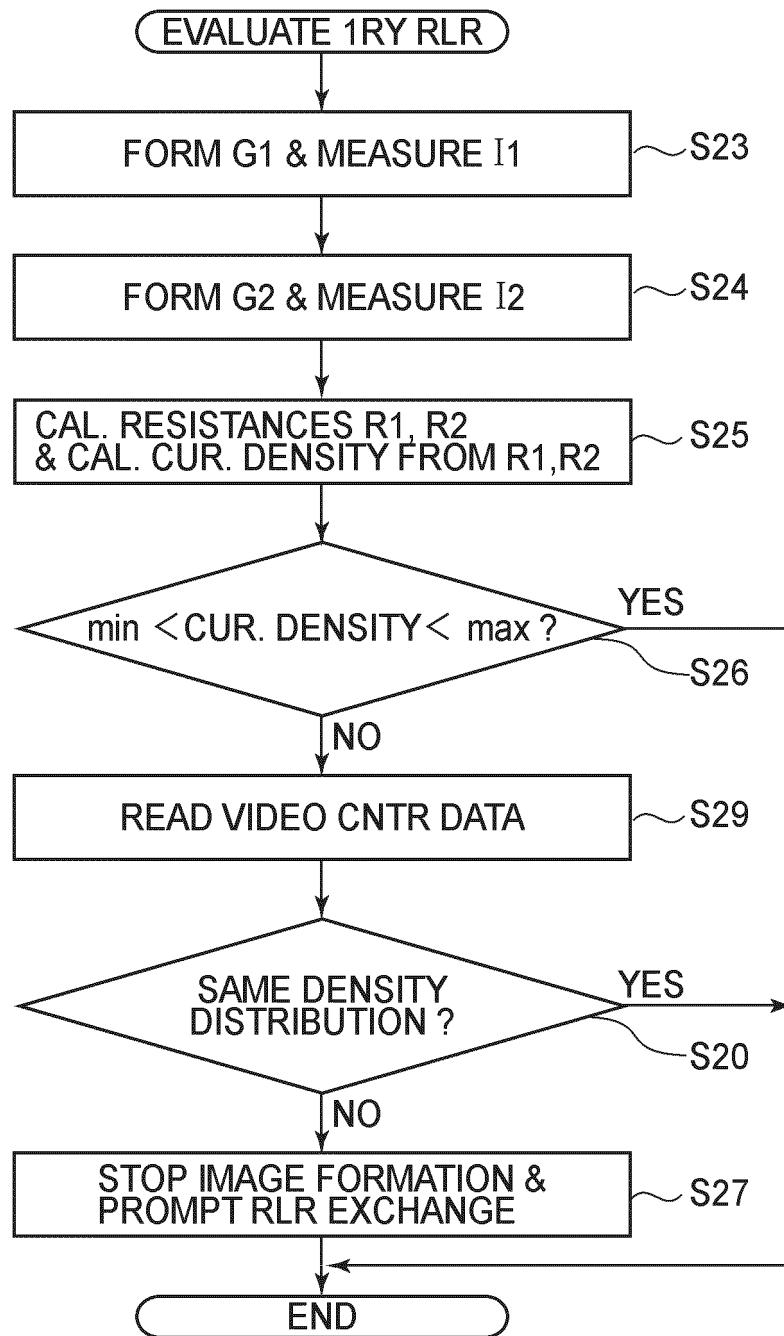 EVALUATE 1RY RLR
FORM G1 & MEASURE I1
S23
FORM G2 & MEASURE I2
S24
CAL. RESISTANCES R1, R2
& CAL. CUR. DENSITY FROM R1,R2
S25
min <CUR. DENSITY< max ?
YES
S26
NO
READ VIDEO CNTR DATA
S29
SAME DENSITY
DISTRIBUTION ?
YES
S20
NO
STOP IMAGE FORMATION &
PROMPT RLR EXCHANGE
S27
END